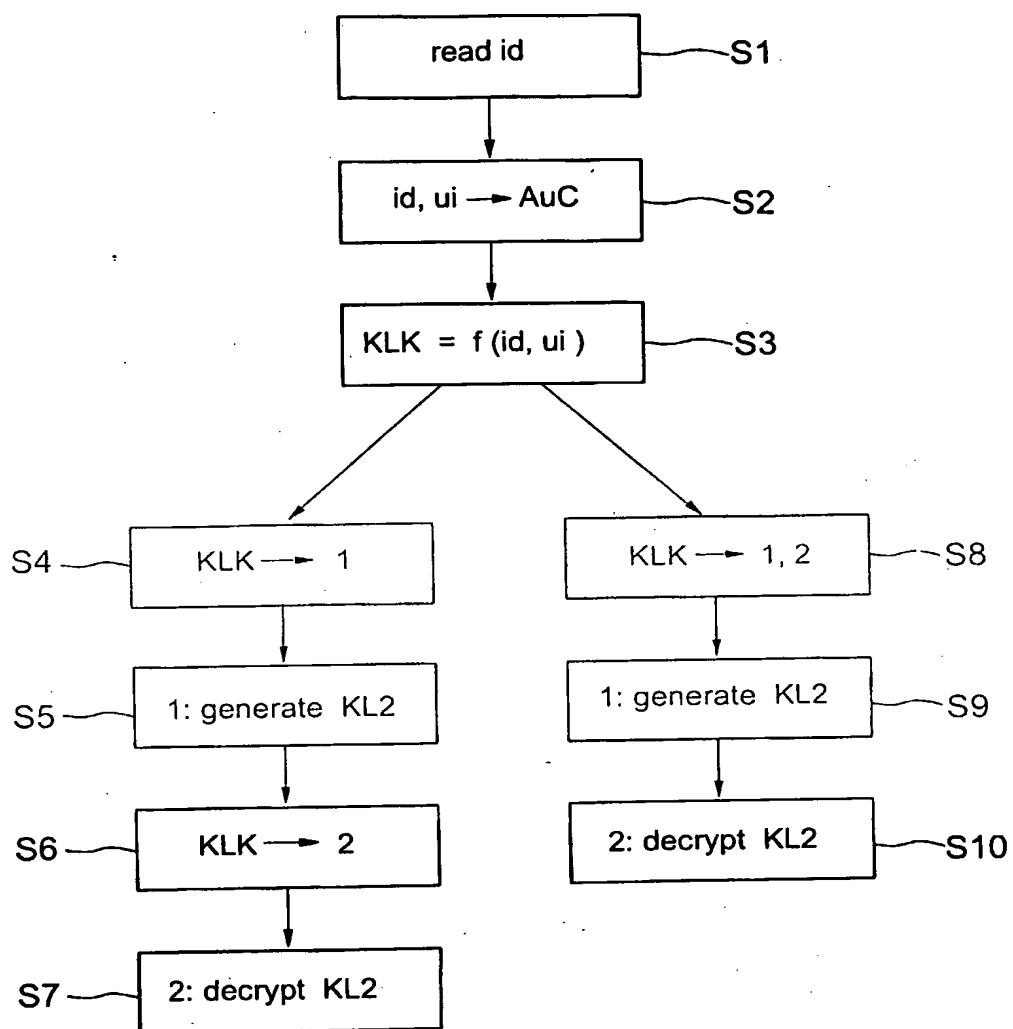 read id
S1
id, ui → AuC
S2
KLK = f (id, ui )
S3
S4
KLK → 1
KLK → 1, 2
S8
S5
1: generate KL2
1: generate KL2
S9
S6
KLK → 2
2: decrypt KL2
S10
S7
2: decrypt KL2